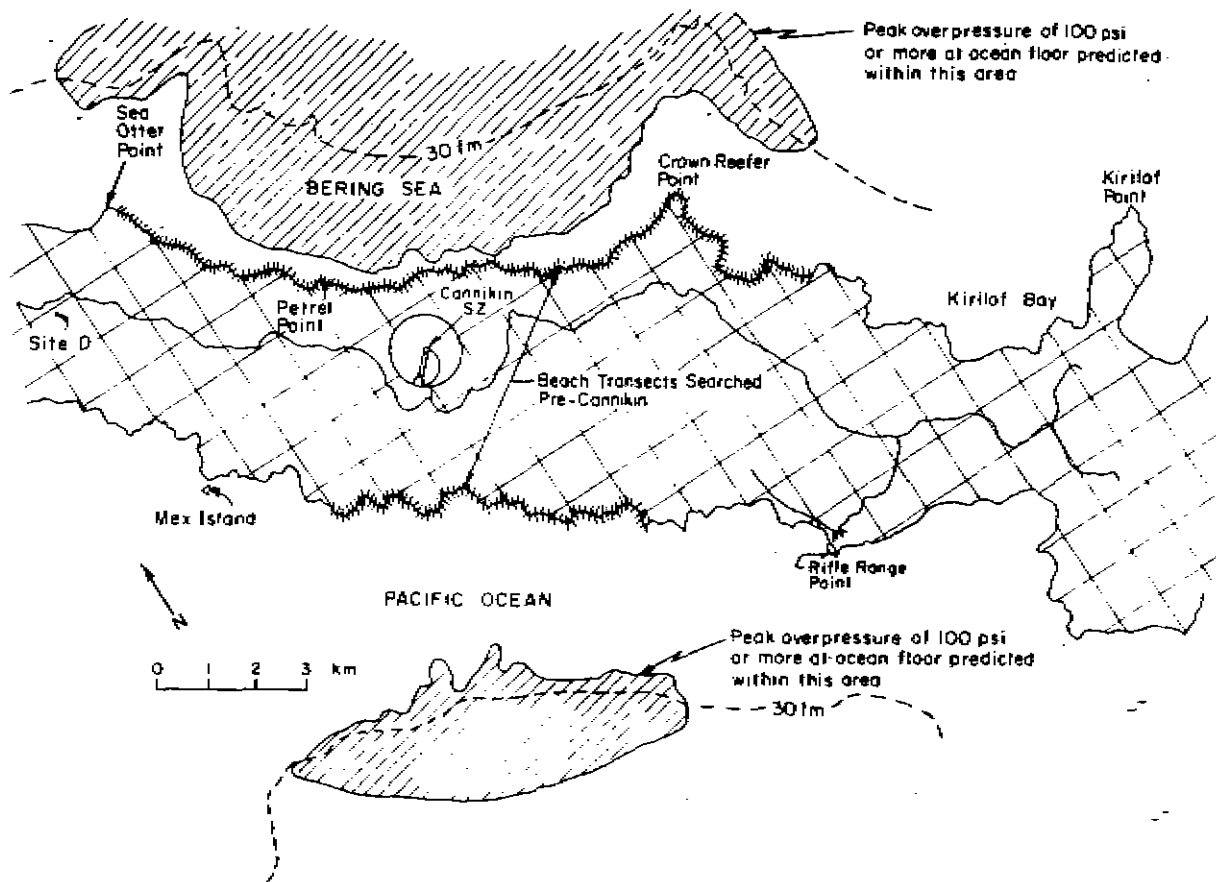 Peak overpressure of 100 psi
or more at ocean floor predicted
within this area
Sea
Otter
Point
30 fm
BERING SEA
Crown Reefer
Point
Kirilof
Point
Petrel
Point
Cannikin
SZ
Kirilof Bay
Site D
Beach Transects Searched
Pre-Cannikin
Mex Island
Rifle Range
Point
N
PACIFIC OCEAN
0 1 2 3 km
Peak overpressure of 100 psi
or more at ocean floor predicted
within this area
30 fm